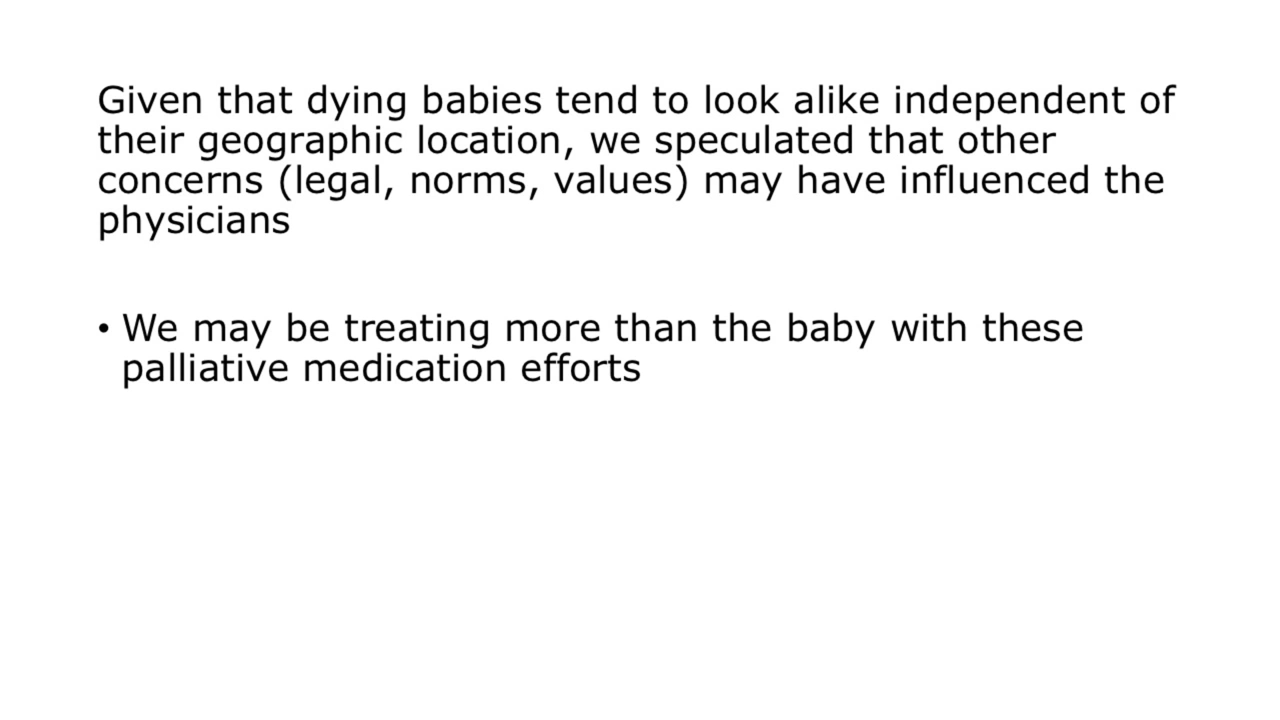 Given that dying babies tend to look alike independent of
their geographic location, we speculated that other
concerns (legal, norms, values) may have influenced the
physicians
• We may be treating more than the baby with these
palliative medication efforts